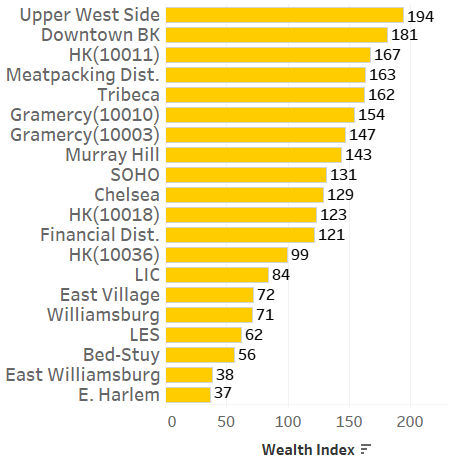 Upper West Side 194
Downtown BK 181
HK(10011) 167
Meatpacking Dist. 163
Tribeca 162
Gramercy(10010) 154
Gramercy(10003) 147
Murray Hill 143
SOHO 131
Chelsea 129
HK(10018) 123
Financial Dist. 121
HK(10036) 99
LIC 84
East Village 72
Williamsburg 71
LES 62
Bed-Stuy 56
East Williamsburg 38
E. Harlem 37
0 50 100 150 200
Wealth Index